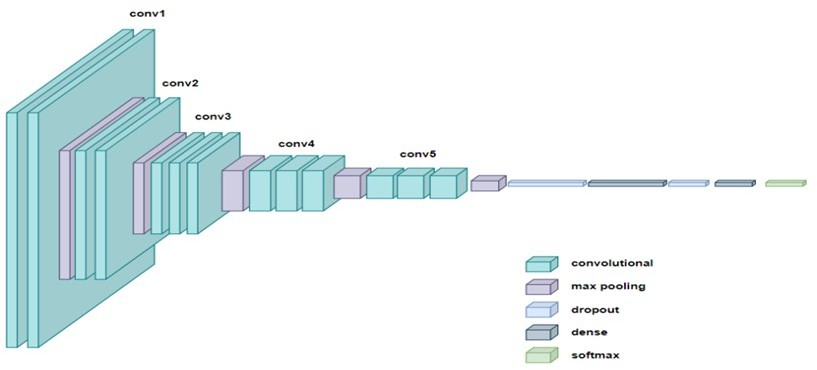 conv1
conv2
conv3
conv4
conv5
convolutional
max pooling
dropout
dense
softmax